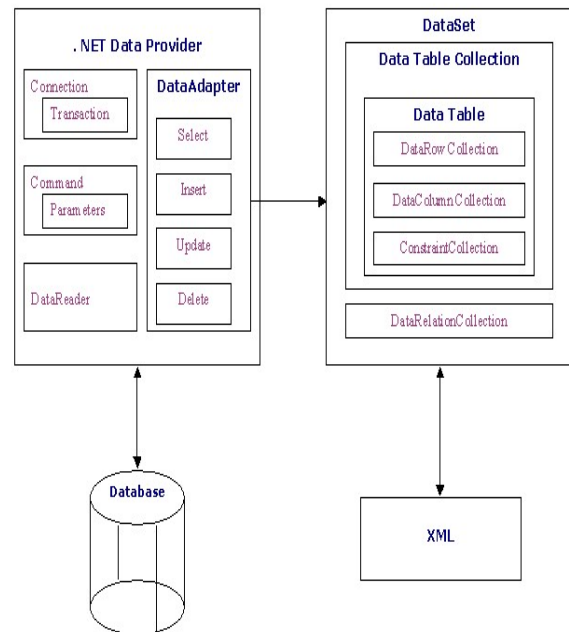 . NET Data Provider
Connection
Transaction
Command
Parameters
DataReader
DataAdapter
Select
Insert
Update
Delete
DataSet
Data Table Collection
Data Table
DataRow Collection
DataColumnCollection
ConstraintCollection
DataRelationCollection
Database
XML